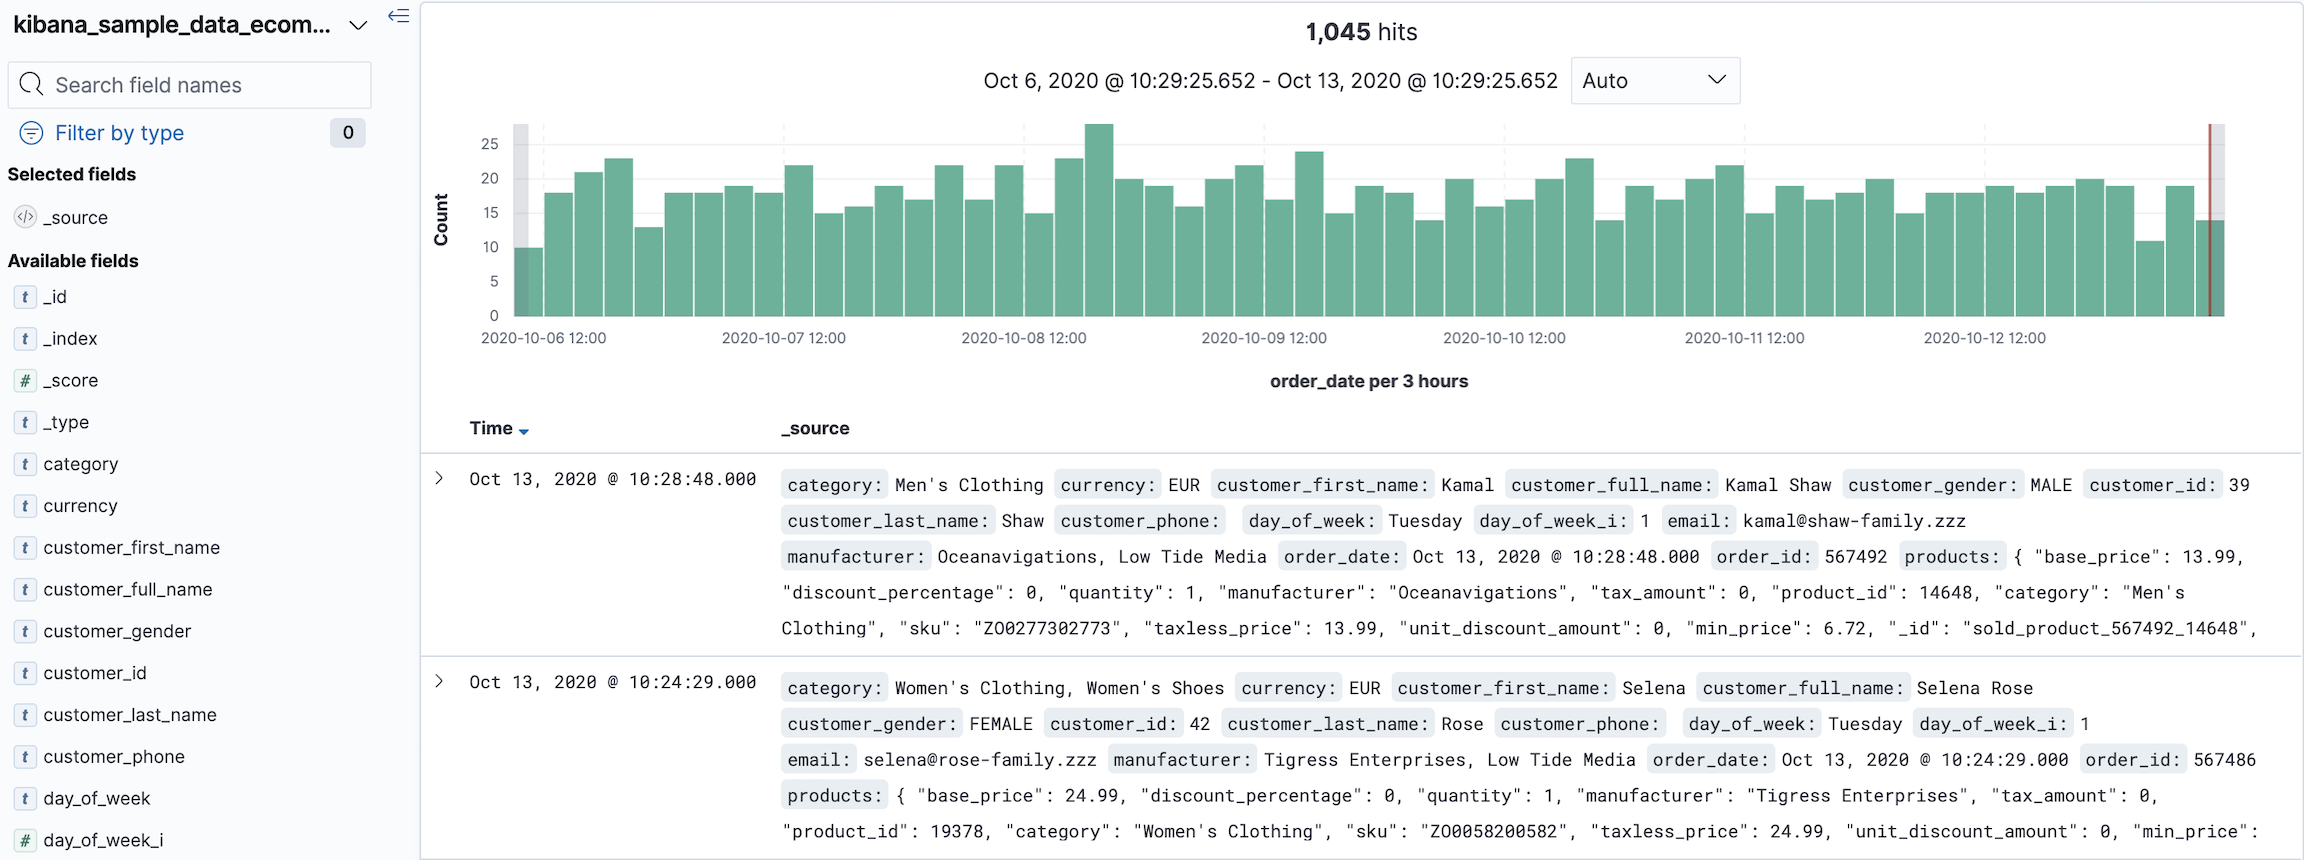 kibana_sample_data_ecom...
Search field names
Filter by type 0
Selected fields
_source
Available fields
t _id
t _index
# _score
t _type
t category
t currency
t customer_first_name
t customer_full_name
t customer_gender
t customer_id
t customer_last_name
t customer_phone
t day_of_week
# day_of_week_i
1,045 hits
Oct 6, 2020 @ 10:29:25.652 - Oct 13, 2020 @ 10:29:25.652 Auto
Count
25
20
15
10
5
0
2020-10-06 12:00 2020-10-07 12:00 2020-10-08 12:00 2020-10-09 12:00 2020-10-10 12:00 2020-10-11 12:00 2020-10-12 12:00
order_date per 3 hours
Time _source
Oct 13, 2020 @ 10:28:48.000 category: Men's Clothing currency: EUR customer_first_name: Kamal customer_full_name: Kamal Shaw customer_gender: MALE customer_id: 39
customer_last_name: Shaw customer_phone: day_of_week: Tuesday day_of_week_i: 1 email: kamal@shaw-family.zzz
manufacturer: Oceanavigations, Low Tide Media order_date: Oct 13, 2020 @ 10:28:48.000 order_id: 567492 products: { "base_price": 13.99,
"discount_percentage": 0, "quantity": 1, "manufacturer": "Oceanavigations", "tax_amount": 0, "product_id": 14648, "category": "Men's
Clothing", "sku": "ZO0277302773", "taxless_price": 13.99, "unit_discount_amount": 0, "min_price": 6.72, "_id": "sold_product_567492_14648",
Oct 13, 2020 @ 10:24:29.000 category: Women's Clothing, Women's Shoes currency: EUR customer_first_name: Selena customer_full_name: Selena Rose
customer_gender: FEMALE customer_id: 42 customer_last_name: Rose customer_phone: day_of_week: Tuesday day_of_week_i: 1
email: selena@rose-family.zzz manufacturer: Tigress Enterprises, Low Tide Media order_date: Oct 13, 2020 @ 10:24:29.000 order_id: 567486
products: { "base_price": 24.99, "discount_percentage": 0, "quantity": 1, "manufacturer": "Tigress Enterprises", "tax_amount": 0,
"product_id": 19378, "category": "Women's Clothing", "sku": "ZO0058200582", "taxless_price": 24.99, "unit_discount_amount": 0, "min_price":